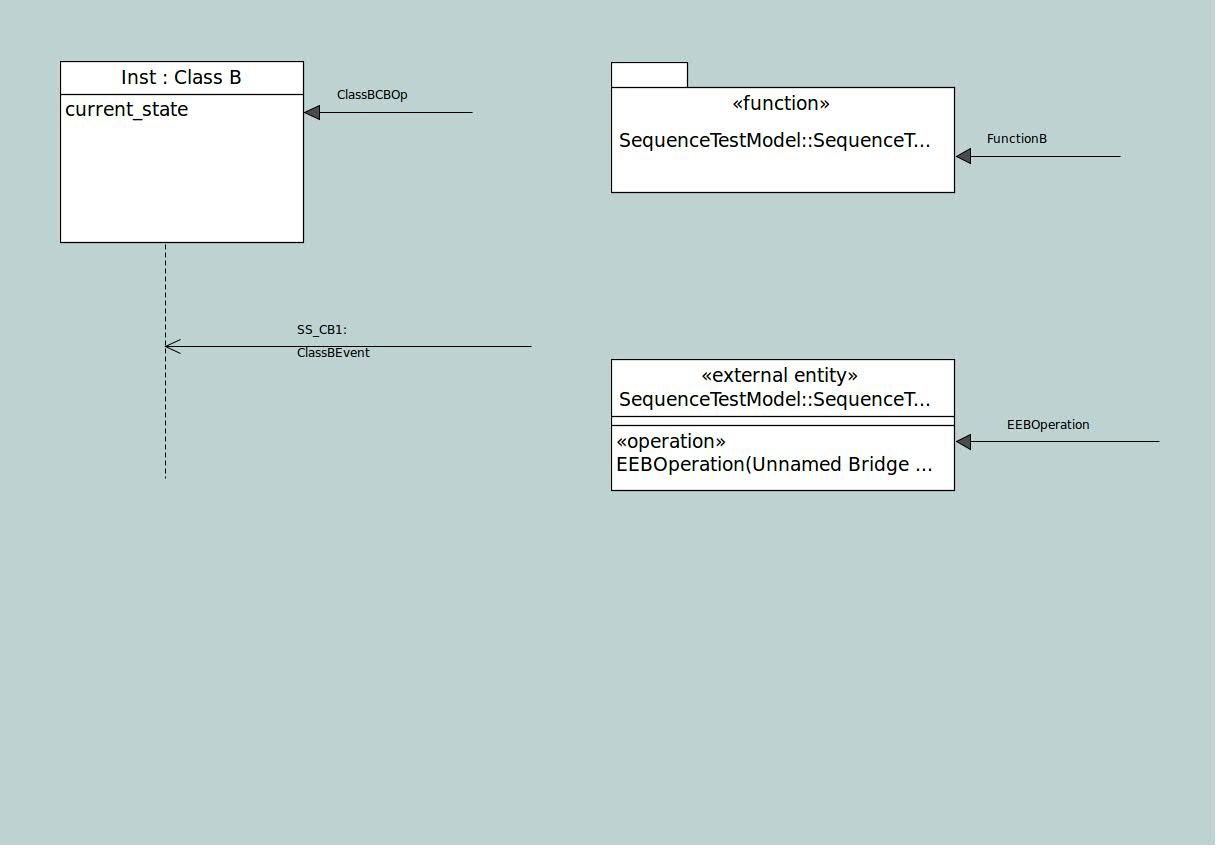 Inst : Class B
current_state
ClassBCBOp
SS_CB1:
ClassBEvent
«function»
SequenceTestModel::SequenceT...
FunctionB
«external entity»
SequenceTestModel::SequenceT...
«operation»
EEBOperation(Unnamed Bridge ...
EEBOperation